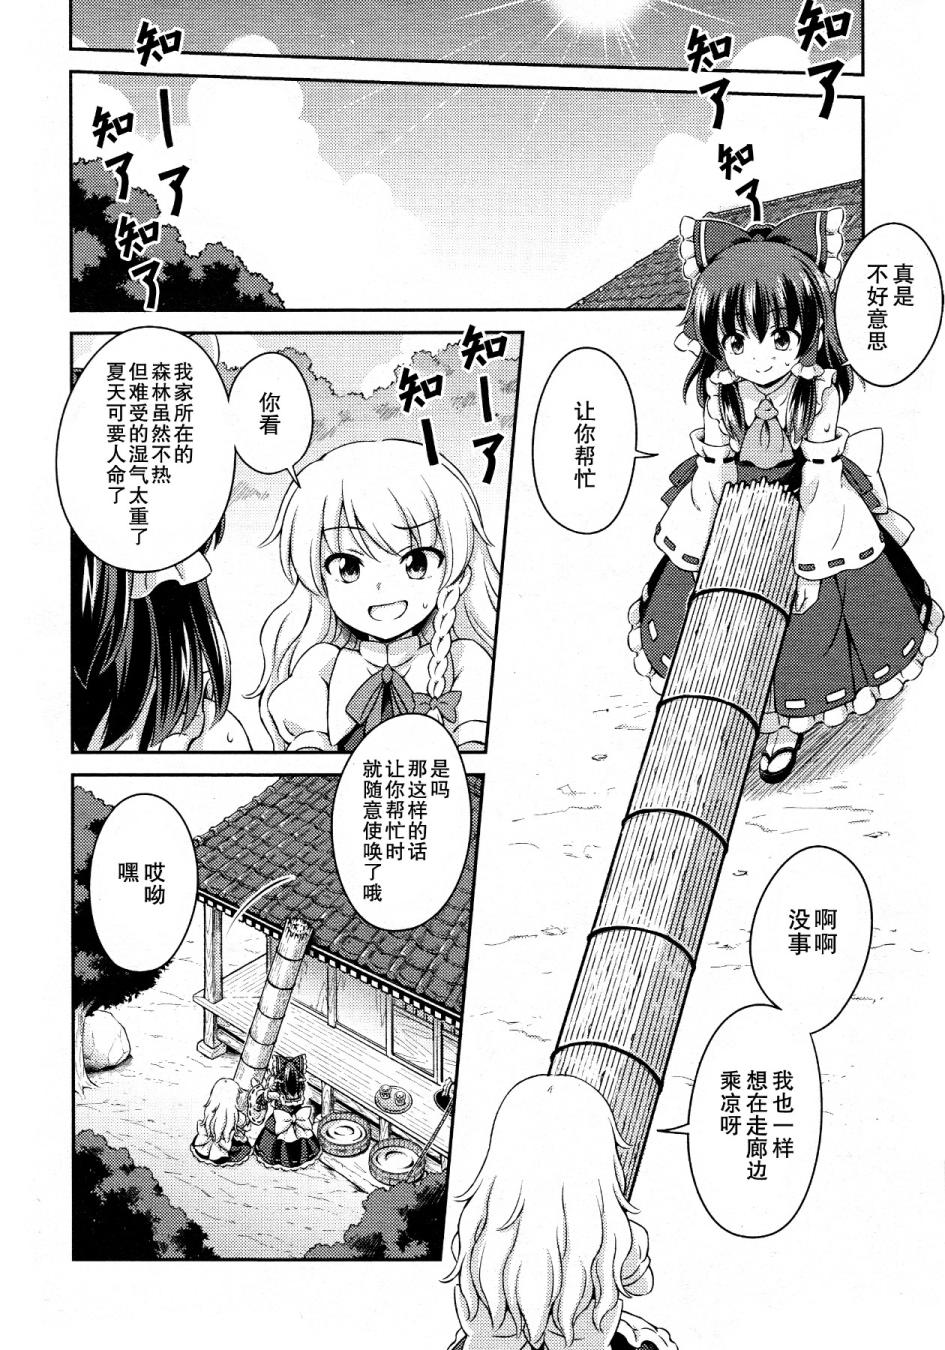 知
了
知
了
知
了
知
ー
了
知
了
知
了
真是
不好意思
让你帮忙
啊啊
没事
我也一样
想在走廊边
乘凉呀
知
ー
了
知
ー
了
你看
我家所在的
森林虽然不热
但难受的湿气太重了
夏天可要人命了
是吗
那这样的话
让你帮忙时
就随意使唤了哦
哎呦
嘿